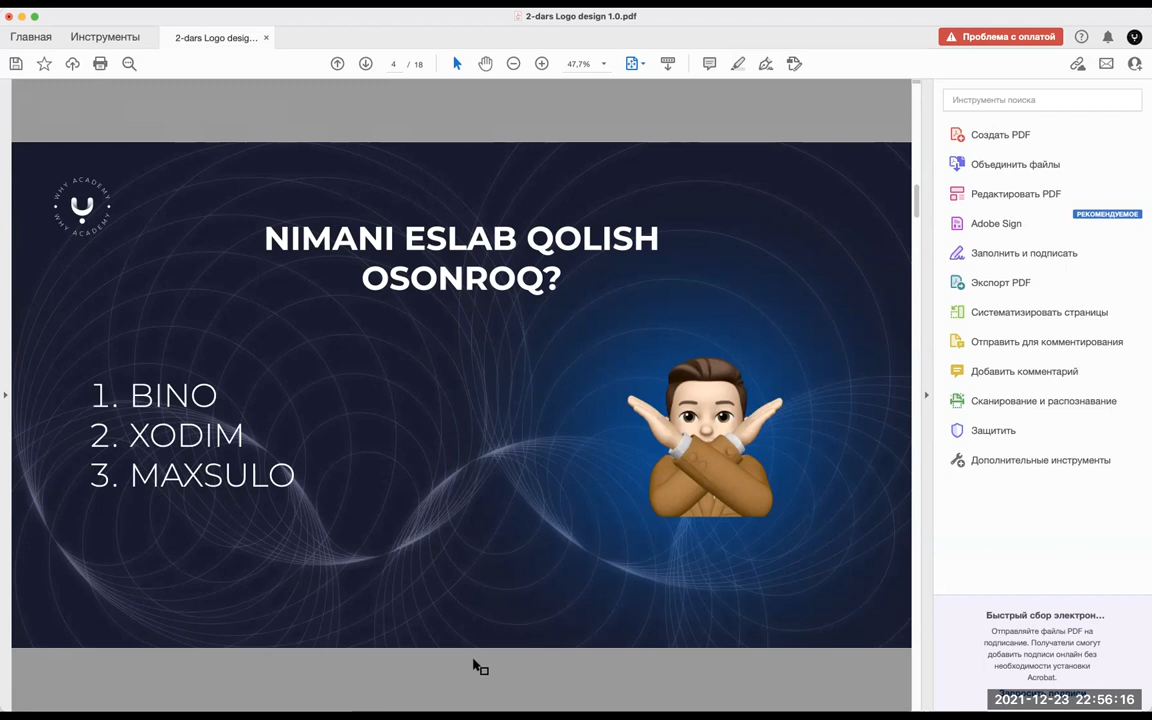 2-dars Logo design 1.0.pdf
Главная
Инструменты
2-dars Logo desig... ×
Проблема с оплатой
4 / 18
47,7%
Инструменты поиска
WHY ACADEMY
WHY ACADEMY
NIMANI ESLAB QOLISH
OSONROQ?
1. BINO
2. XODIM
3. MAXSULO
Создать PDF
Объединить файлы
Редактировать PDF
РЕКОМЕНДУЕМОЕ
Adobe Sign
Заполнить и подписать
Экспорт PDF
Систематизировать страницы
Отправить для комментирования
Добавить комментарий
Сканирование и распознавание
Защитить
Дополнительные инструменты
Быстрый сбор электрон...
Отправляйте файлы PDF на
подписание. Получатели смогут
добавить подписи онлайн без
необходимости установки
Acrobat.
2021-12-23 22:56:16